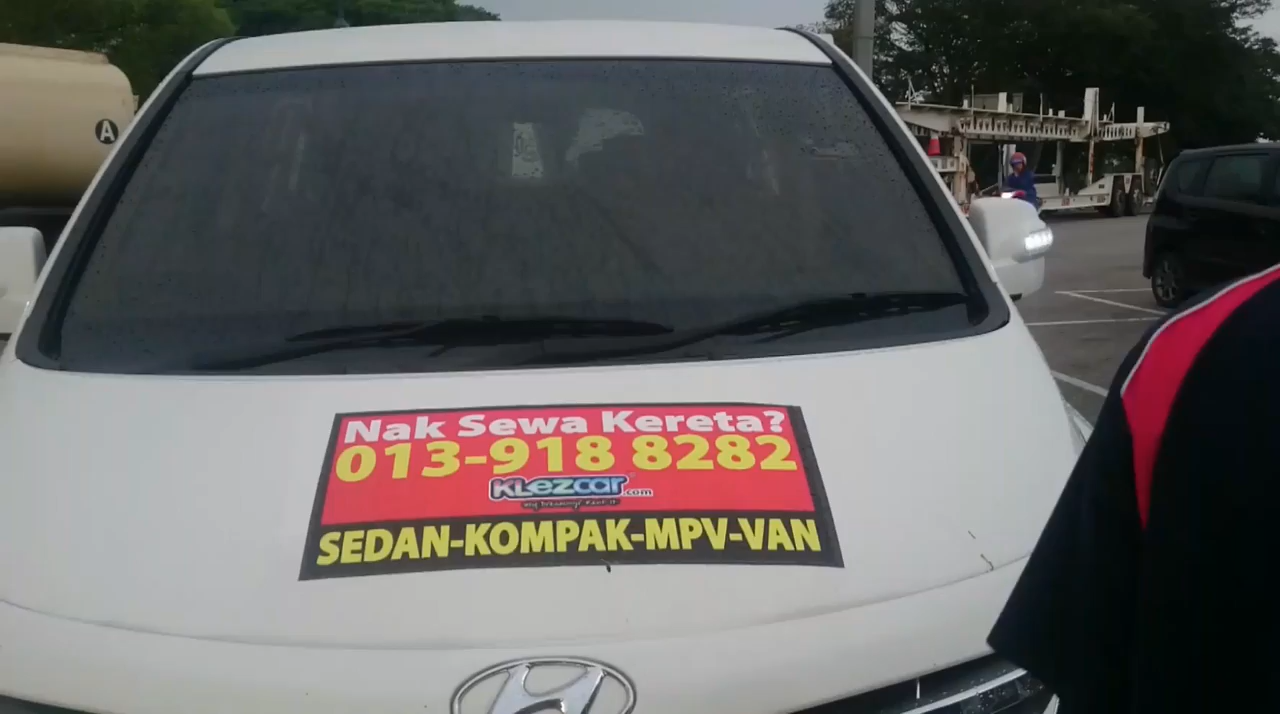 A
Nak Sewa Kereta?
013-918 8282
KLezcar.com
SEDAN-KOMPAK-MPV-VAN